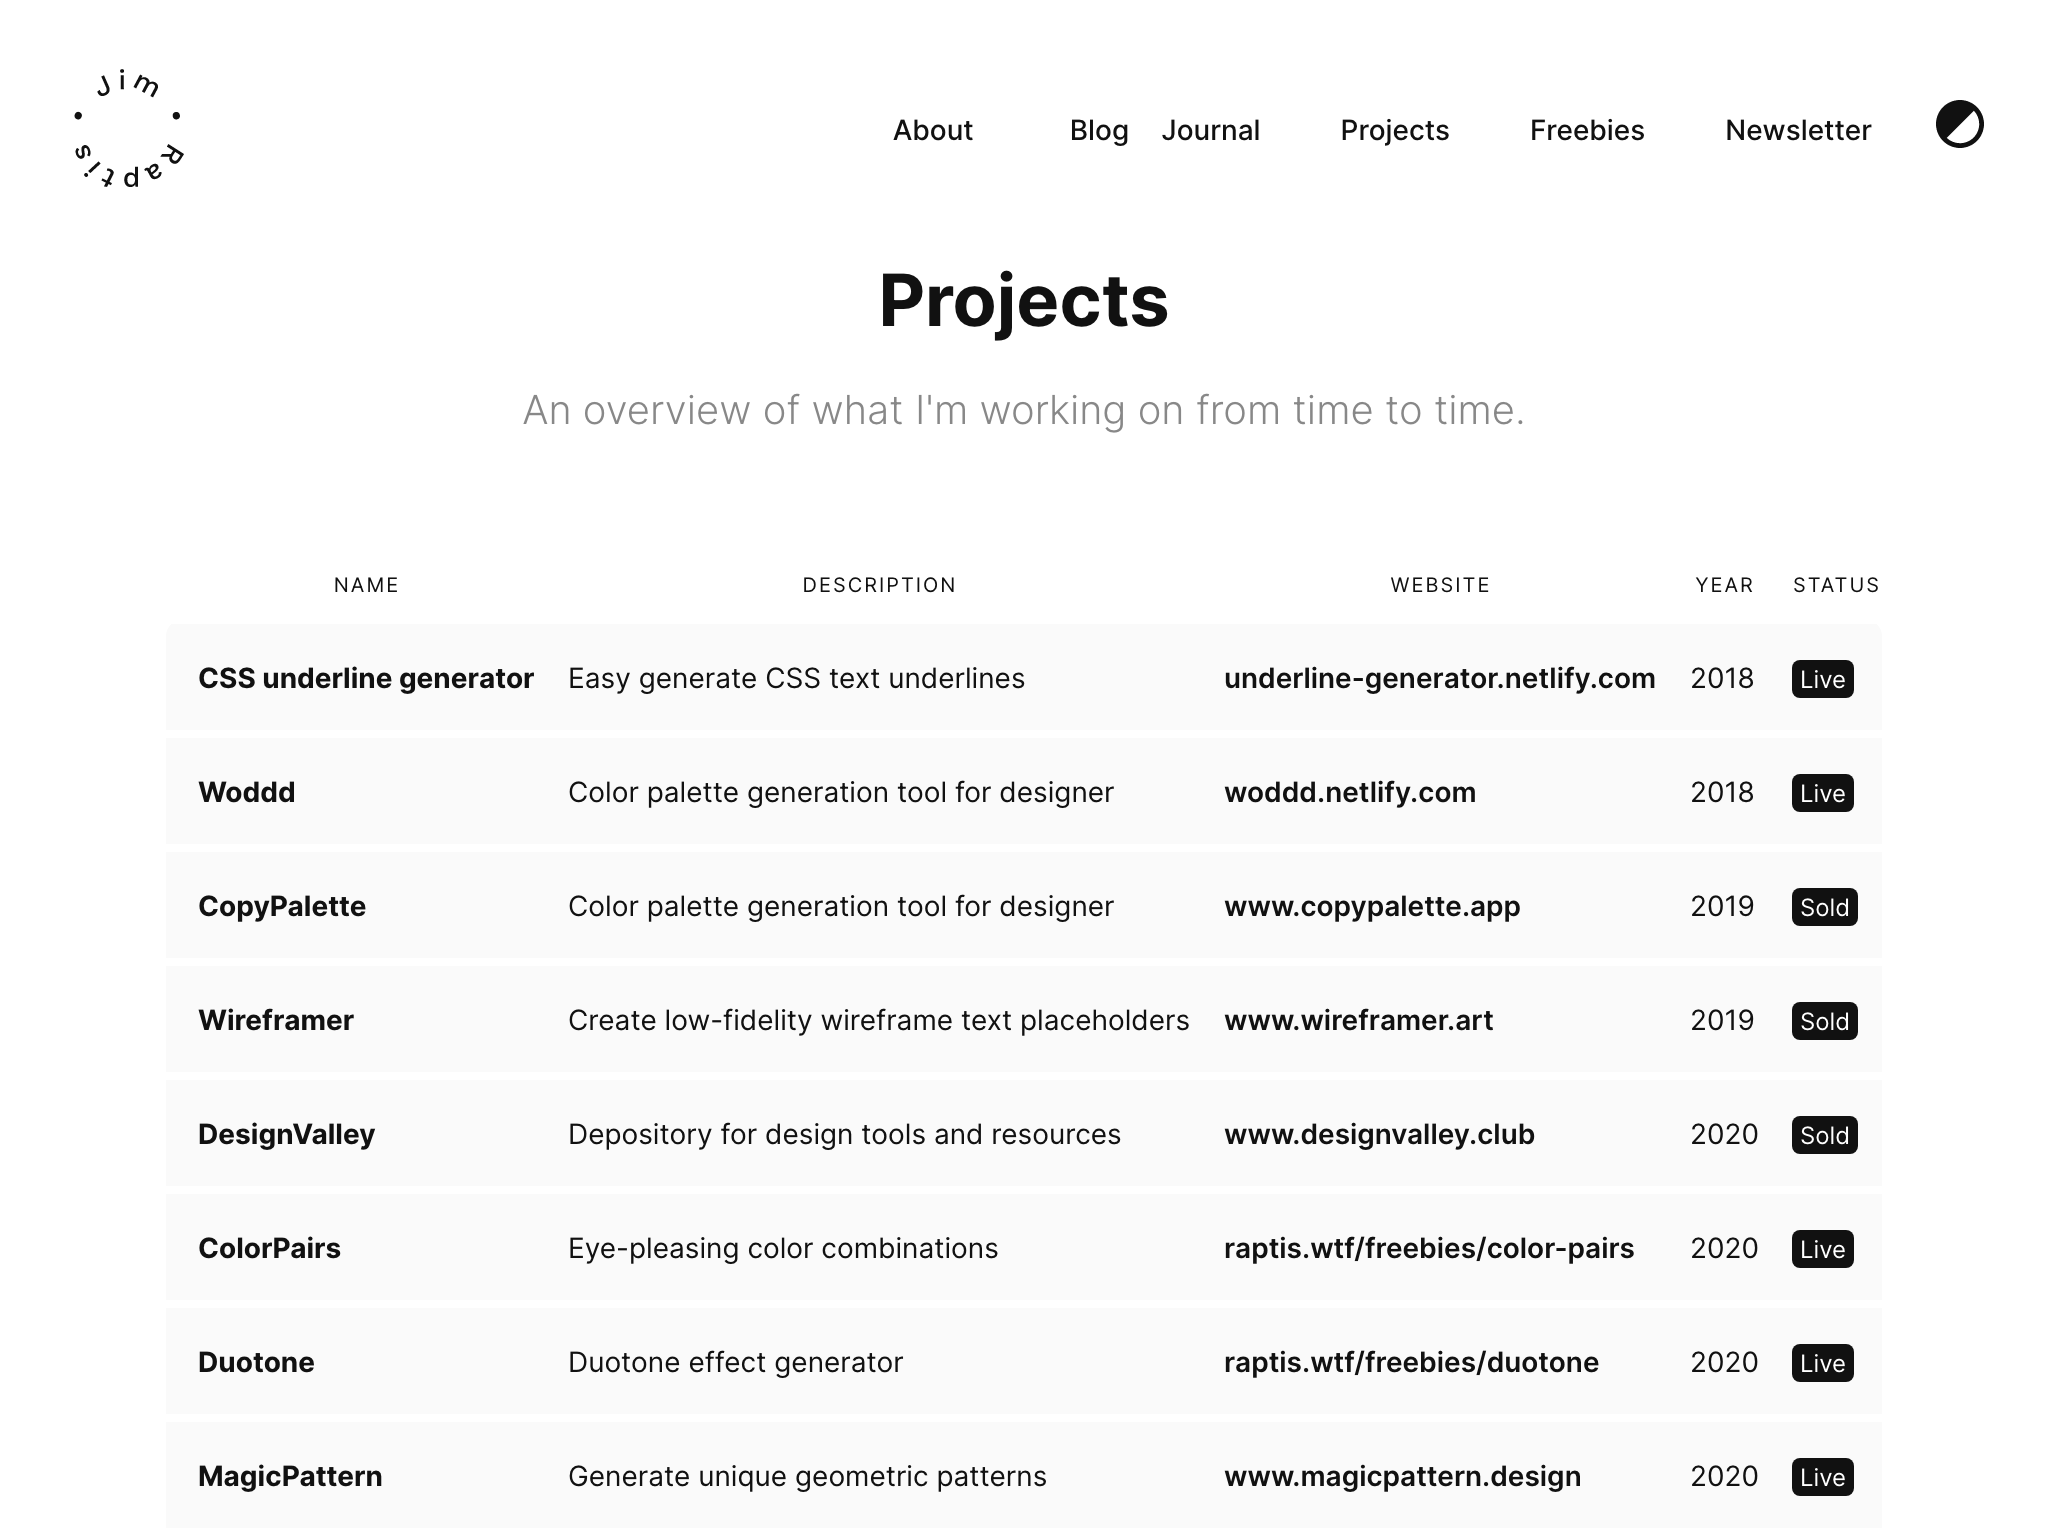 Jim • Raptis •
About Blog Journal Projects Freebies Newsletter
Projects
An overview of what I'm working on from time to time.
NAME DESCRIPTION WEBSITE YEAR STATUS
CSS underline generator Easy generate CSS text underlines underline-generator.netlify.com 2018 Live
Woddd Color palette generation tool for designer woddd.netlify.com 2018 Live
CopyPalette Color palette generation tool for designer www.copypalette.app 2019 Sold
Wireframer Create low-fidelity wireframe text placeholders www.wireframer.art 2019 Sold
DesignValley Depository for design tools and resources www.designvalley.club 2020 Sold
ColorPairs Eye-pleasing color combinations raptis.wtf/freebies/color-pairs 2020 Live
Duotone Duotone effect generator raptis.wtf/freebies/duotone 2020 Live
MagicPattern Generate unique geometric patterns www.magicpattern.design 2020 Live